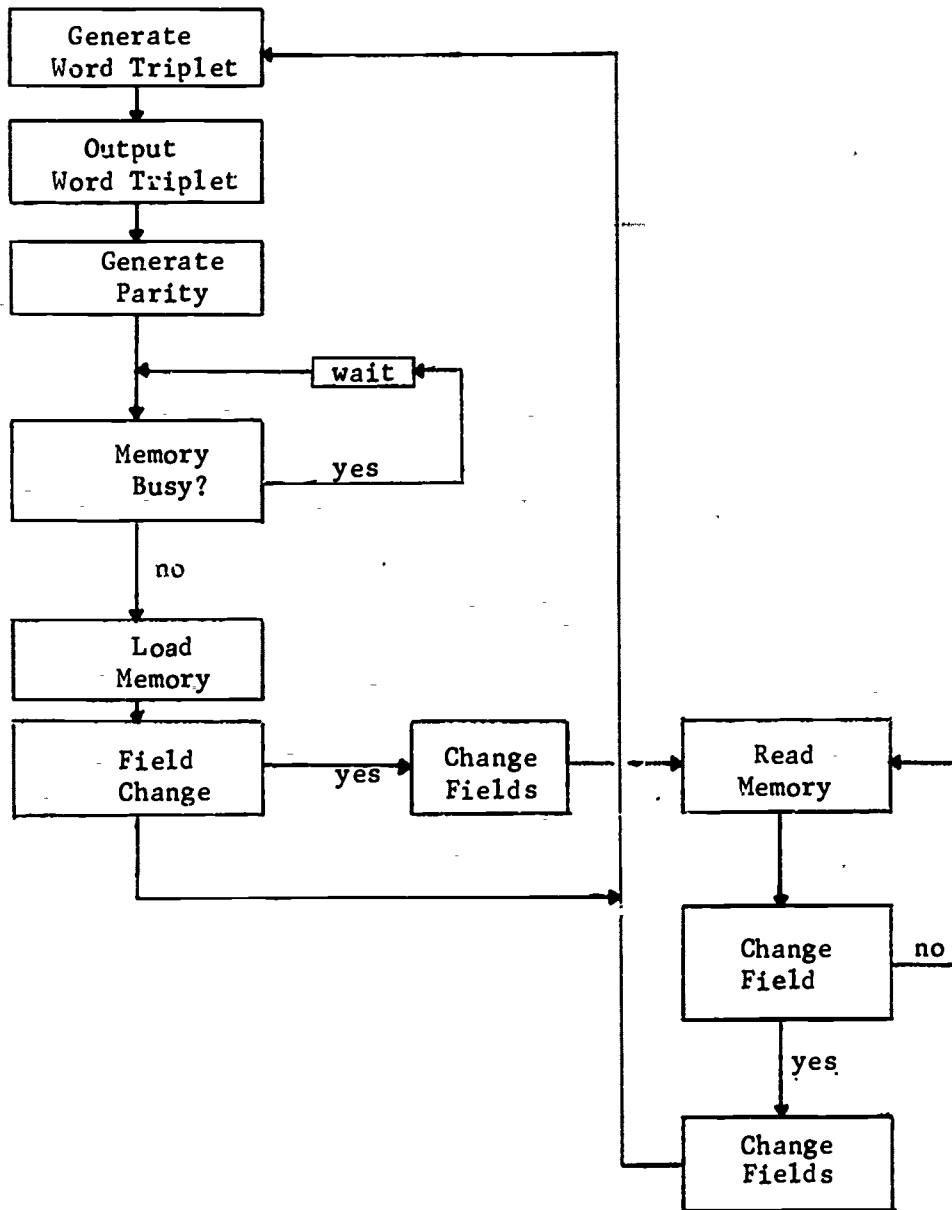 Generate
Word Triplet
Output
Word Triplet
Generate
Parity
wait
Memory
Busy?
yes
no
Load
Memory
Field
Change
yes
Change
Fields
Read
Memory
Change
Field
no
yes
Change
Fields